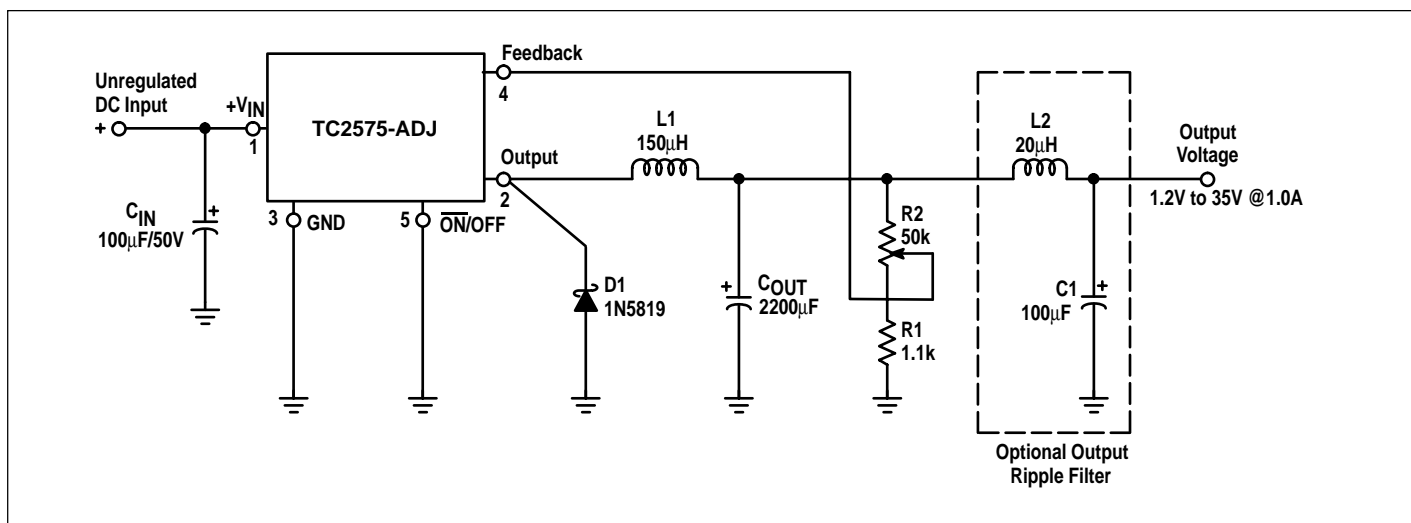 Unregulated
DC Input
+
+VIN
1
TC2575-ADJ
Feedback
4
Output
2
3
GND
5
ON/OFF
CIN
100µF/50V
+
L1
150µH
D1
1N5819
+
COUT
2200µF
R2
50k
R1
1.1k
L2
20µH
C1
100µF
+
Output
Voltage
1.2V to 35V @1.0A
Optional Output
Ripple Filter